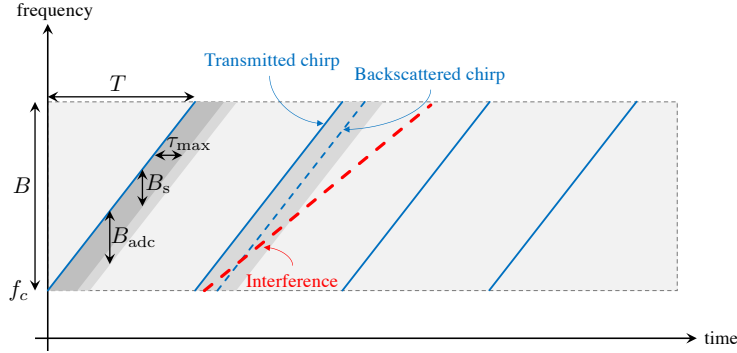 frequency
T
Transmitted chirp
Backscattered chirp
τmax
B
Bs
Badc
Interference
fc
time